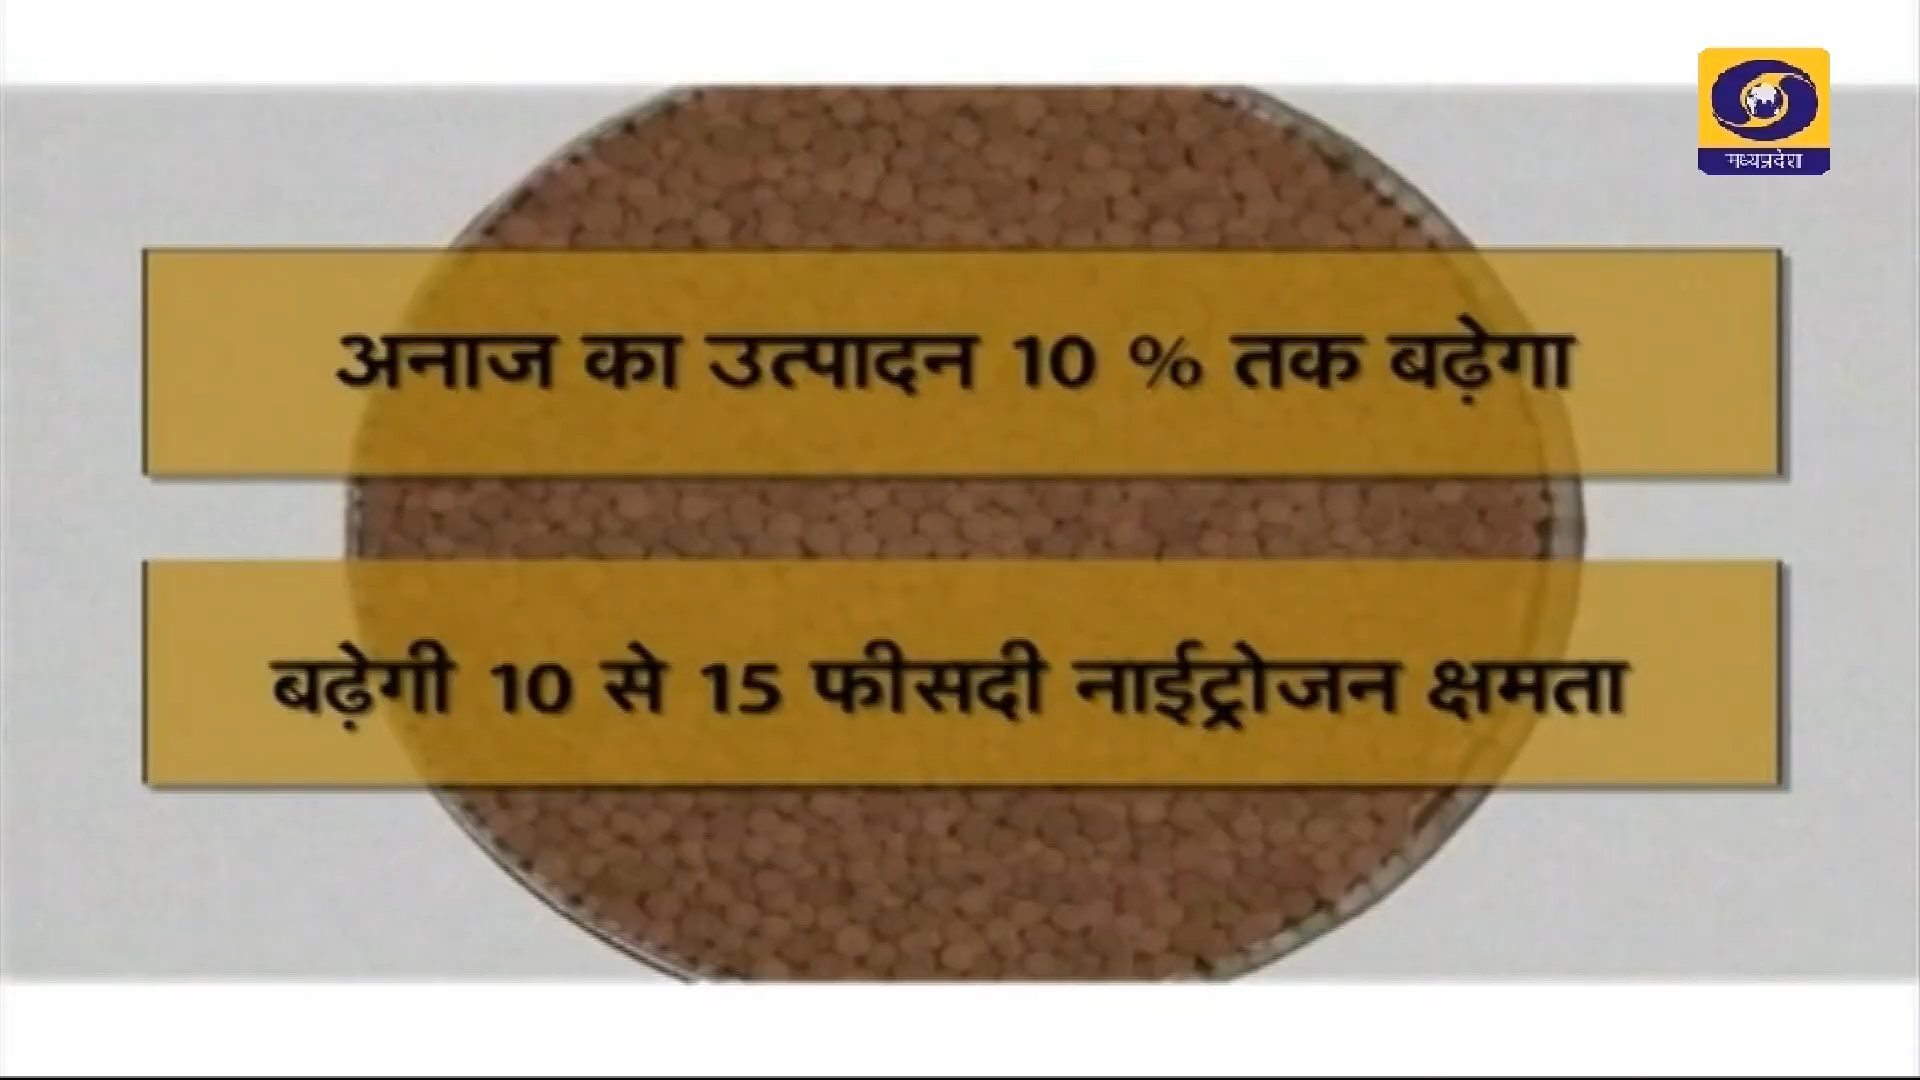 मध्यप्रदेश
अनाज का उत्पादन 10 % तक बढ़ेगा
बढ़ेगी 10 से 15 फीसदी नाईट्रोजन क्षमता